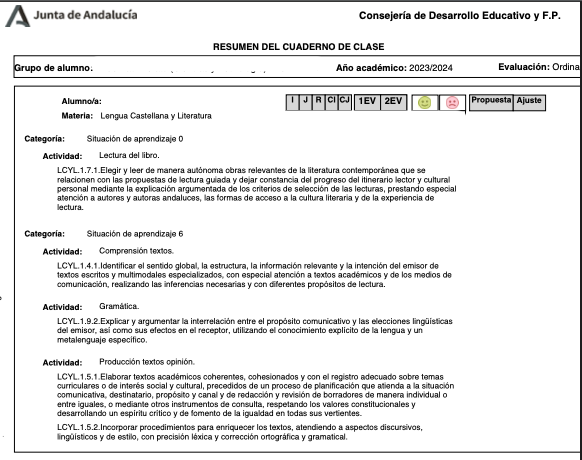 Junta de Andalucía
Consejería de Desarrollo Educativo y F.P.
RESUMEN DEL CUADERNO DE CLASE
Grupo de alumno.
Año académico: 2023/2024
Evaluación: Ordina
Alumno/a:
I J R CI CJ 1EV 2EV Propuesta Ajuste
Materia: Lengua Castellana y Literatura
Categoría: Situación de aprendizaje 0
Actividad: Lectura del libro.
LCYL.1.7.1.Elegir y leer de manera autónoma obras relevantes de la literatura contemporánea que se
relacionen con las propuestas de lectura guiada y dejar constancia del progreso del itinerario lector y cultural
personal mediante la explicación argumentada de los criterios de selección de las lecturas, prestando especial
atención a autores y autoras andaluces, las formas de acceso a la cultura literaria y de la experiencia de
lectura.
Categoría: Situación de aprendizaje 6
Actividad: Comprensión textos.
LCYL.1.4.1.Identificar el sentido global, la estructura, la información relevante y la intención del emisor de
textos escritos y multimodales especializados, con especial atención a textos académicos y de los medios de
comunicación, realizando las inferencias necesarias y con diferentes propósitos de lectura.
Actividad: Gramática.
LCYL.1.9.2.Explicar y argumentar la interrelación entre el propósito comunicativo y las elecciones lingüísticas
del emisor, así como sus efectos en el receptor, utilizando el conocimiento explícito de la lengua y un
metalenguaje específico.
Actividad: Producción textos opinión.
LCYL.1.5.1.Elaborar textos académicos coherentes, cohesionados y con el registro adecuado sobre temas
curriculares o de interés social y cultural, precedidos de un proceso de planificación que atienda a la situación
comunicativa, destinatario, propósito y canal y de redacción y revisión de borradores de manera individual o
entre iguales, o mediante otros instrumentos de consulta, respetando los valores constitucionales y
desarrollando un espíritu crítico y de fomento de la igualdad en todas sus vertientes.
LCYL.1.5.2.Incorporar procedimientos para enriquecer los textos, atendiendo a aspectos discursivos,
lingüísticos y de estilo, con precisión léxica y corrección ortográfica y gramatical.